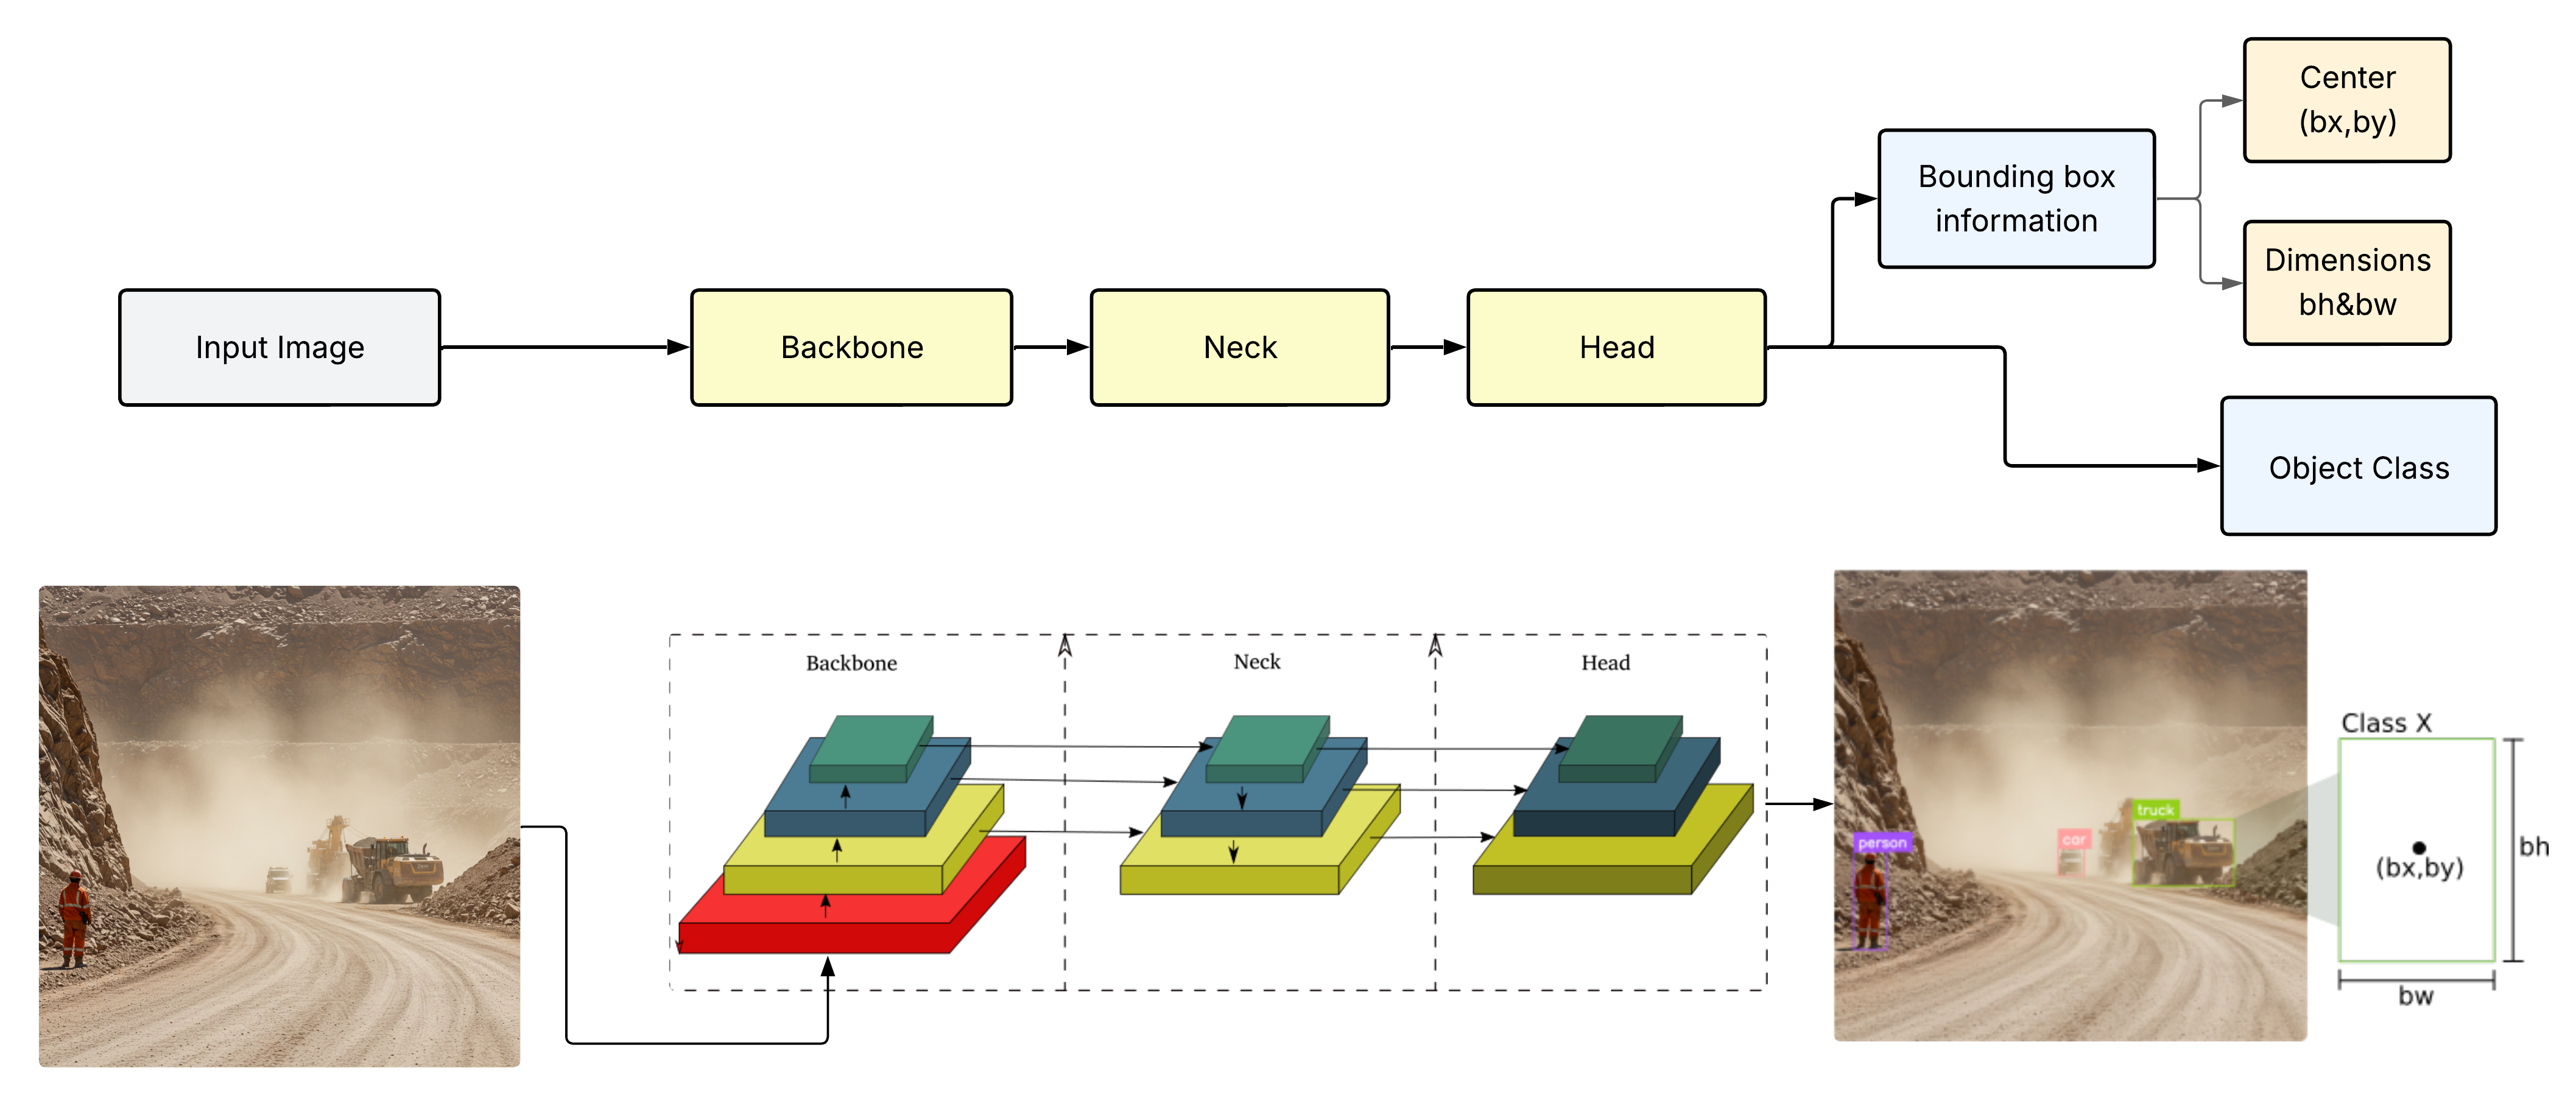 Center
(bx,by)
Bounding box
information
Dimensions
bh&bw
Input Image
Backbone
Neck
Head
Object Class
Backbone
Neck
Head
Class X
truck
car
person
(bx,by)
bh
bw